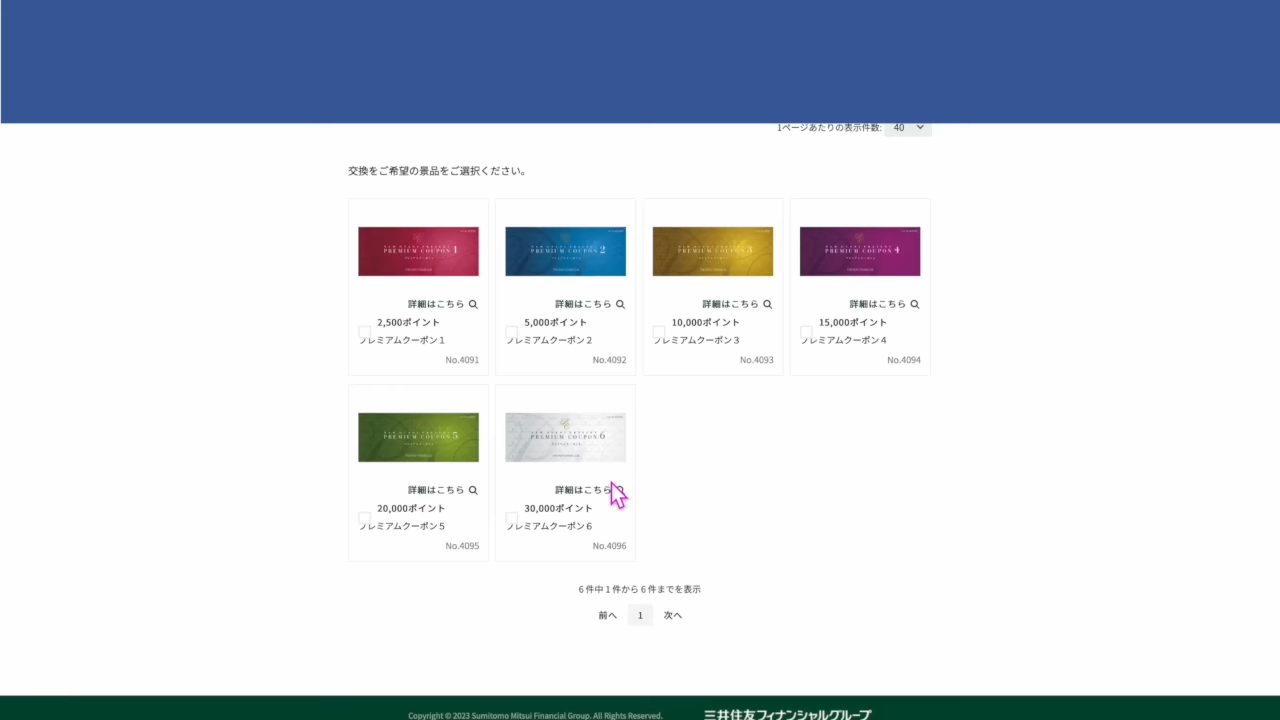 1ページあたりの表示件数: 40
交換をご希望の景品をご選択ください。
PREMIUM COUPON 1
PREMIUM COUPON 2
PREMIUM COUPON 3
PREMIUM COUPON 4
詳細はこちら
詳細はこちら
詳細はこちら
詳細はこちら
2,500ポイント
5,000ポイント
10,000ポイント
15,000ポイント
プレミアムクーポン１
プレミアムクーポン２
プレミアムクーポン３
プレミアムクーポン４
No.4091
No.4092
No.4093
No.4094
PREMIUM COUPON 5
PREMIUM COUPON 6
詳細はこちら
詳細はこちら
20,000ポイント
30,000ポイント
プレミアムクーポン５
プレミアムクーポン６
No.4095
No.4096
6 件中 1 件から 6 件までを表示
前へ 1 次へ
Copyright © 2023 Sumitomo Mitsui Financial Group. All Rights Reserved.
三井住友フィナンシャルグループ